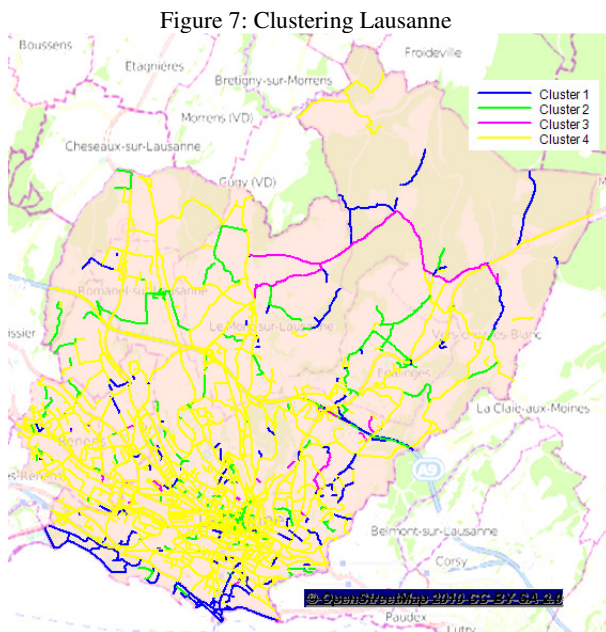 Figure 7: Clustering Lausanne
Boussens
Froideville
Étagnières
Bretigny-sur-Morrens
Cluster 1
Cluster 2
Cluster 3
Cluster 4
Morrens (VD)
Cheseaux-sur-Lausanne
Cugy (VD)
Romanel-sur-Lausanne
Le Mont-sur-Lausanne
Epalinges
La Claie-aux-Moines
A9
Belmont-sur-Lausanne
Corsy
© OpenStreetMap 2010 CC-BY-SA 2.0
Paudex
Lutry